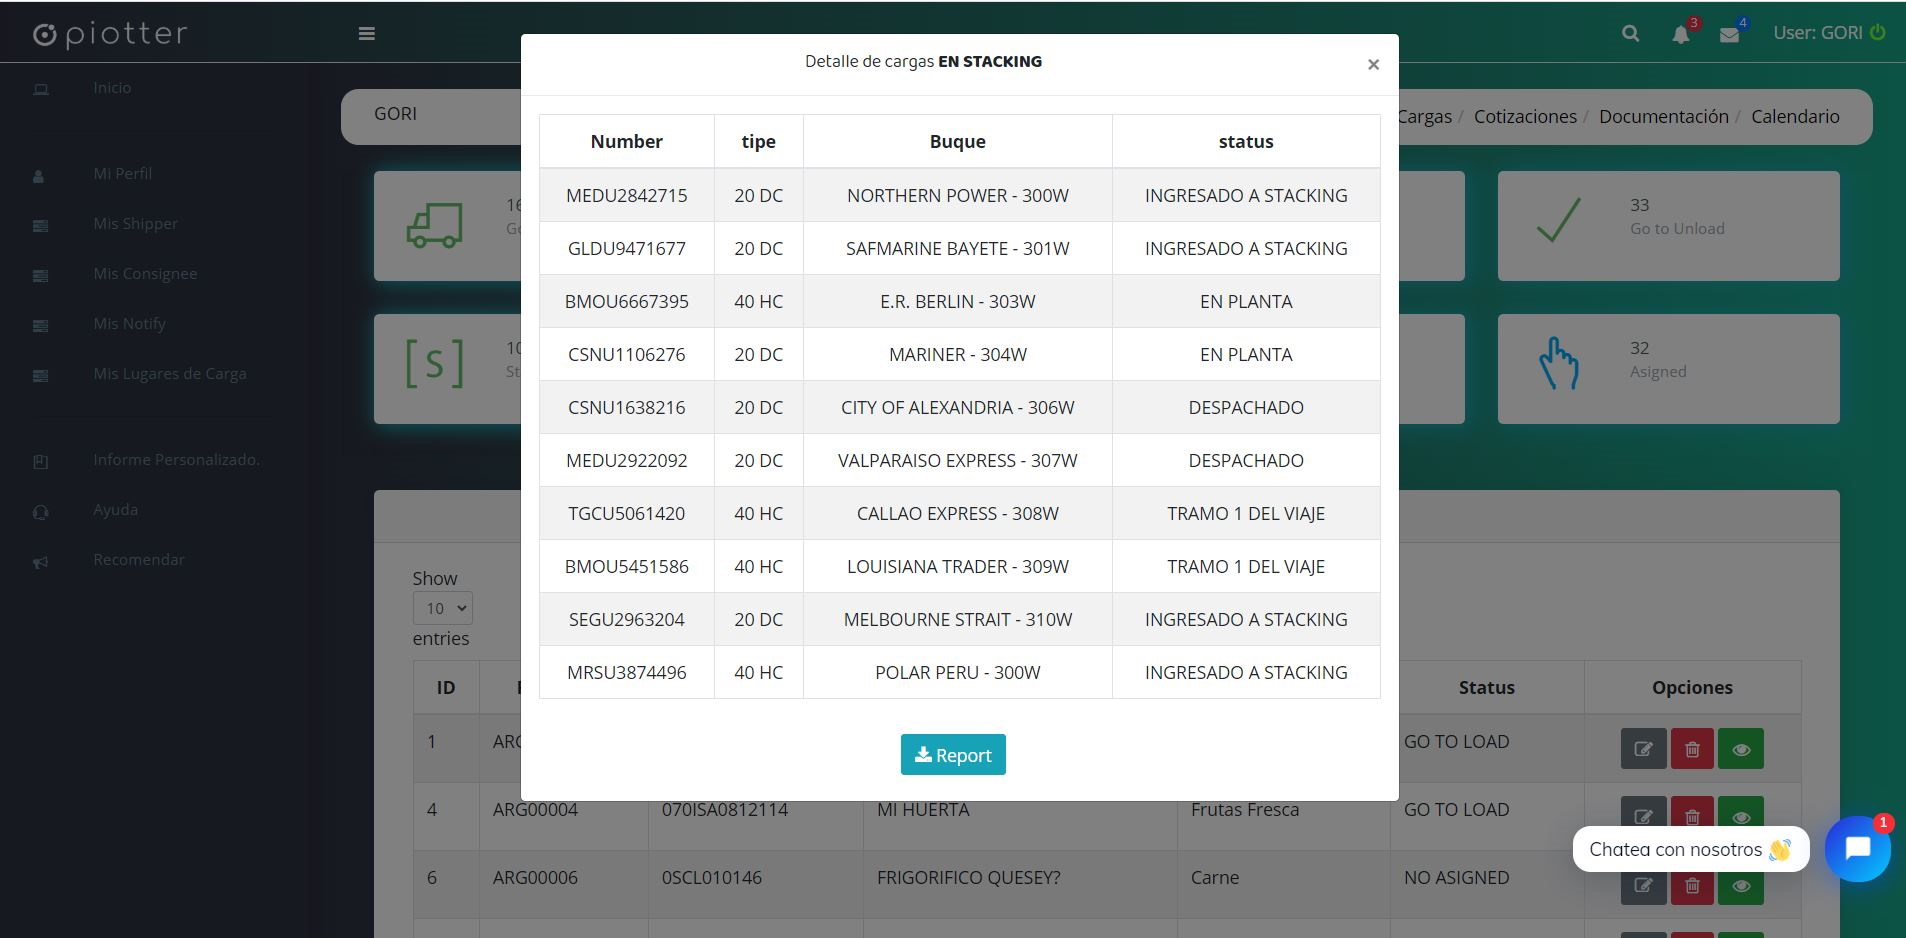 piotter
3
4
User: GORI
Inicio
Mi Perfil
Mis Shipper
Mis Consignee
Mis Notify
Mis Lugares de Carga
Informe Personalizado.
Ayuda
Recomendar
GORI
Cargas / Cotizaciones / Documentación / Calendario
33
Go to Unload
[S]
32
Asigned
Detalle de cargas EN STACKING
×
Number tipe Buque status
MEDU2842715 20 DC NORTHERN POWER - 300W INGRESADO A STACKING
GLDU9471677 20 DC SAFMARINE BAYETE - 301W INGRESADO A STACKING
BMOU6667395 40 HC E.R. BERLIN - 303W EN PLANTA
CSNU1106276 20 DC MARINER - 304W EN PLANTA
CSNU1638216 20 DC CITY OF ALEXANDRIA - 306W DESPACHADO
MEDU2922092 20 DC VALPARAISO EXPRESS - 307W DESPACHADO
TGCU5061420 40 HC CALLAO EXPRESS - 308W TRAMO 1 DEL VIAJE
BMOU5451586 40 HC LOUISIANA TRADER - 309W TRAMO 1 DEL VIAJE
SEGU2963204 20 DC MELBOURNE STRAIT - 310W INGRESADO A STACKING
MRSU3874496 40 HC POLAR PERU - 300W INGRESADO A STACKING
Report
Show
10
entries
ID Status Opciones
1 GO TO LOAD
4 ARG00004 070ISA0812114 MI HUERTA Frutas Fresca GO TO LOAD
6 ARG00006 0SCL010146 FRIGORIFICO QUESEY? Carne NO ASIGNED
Chatea con nosotros 👋
1